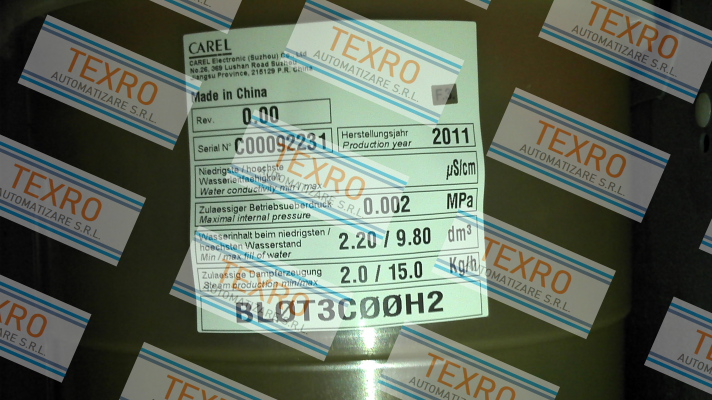 CAREL
CAREL Electronic (Suzhou) Co., Ltd
No.26, 369 Lushan Road Suzhou
Jiangsu Province, 215129 P.R. China
Made in China
Rev. 0.00
Serial N° C00092231
Herstellungsjahr 2011
Production year
Niedrigste / hoechste
Wasserleitfaehigkeit µS/cm
Water conductivity min / max
Zulaessiger Betriebsueberdruck 0.002 MPa
Maximal internal pressure
Wasserinhalt beim niedrigsten /
hoechsten Wasserstand 2.20 / 9.80 dm³
Min / max fill of water
Zulaessige Dampferzeugung 2.0 / 15.0 Kg/h
Steam production min/max
BLØT3CØØH2
TEXRO
AUTOMATIZARE S.R.L.